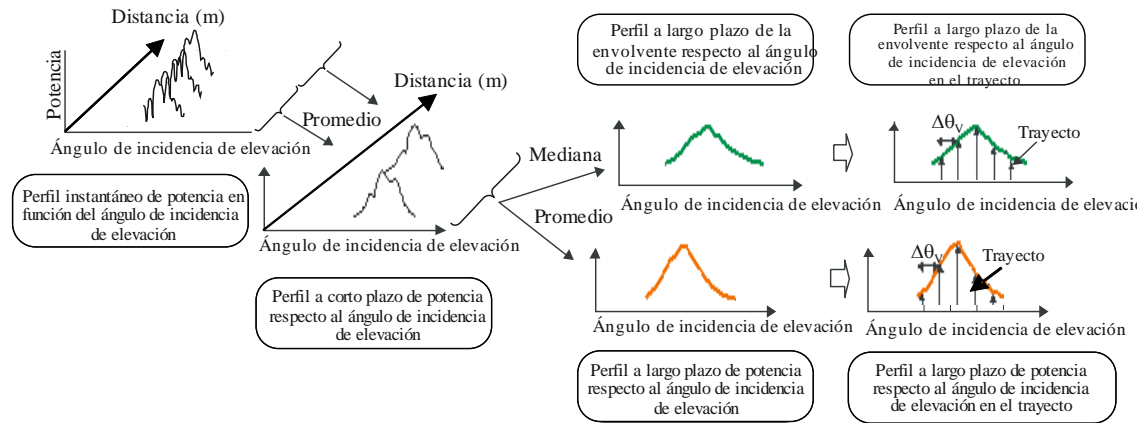 Distancia (m)
Potencia
Ángulo de incidencia de elevación
Perfil instantáneo de potencia en
función del ángulo de incidencia
de elevación
Promedio
Distancia (m)
Ángulo de incidencia de elevación
Perfil a corto plazo de potencia
respecto al ángulo de incidencia
de elevación
Mediana
Promedio
Perfil a largo plazo de la
envolvente respecto al ángulo
de incidencia de elevación
Ángulo de incidencia de elevación
Perfil a largo plazo de la
envolvente respecto al ángulo
de incidencia de elevación
en el trayecto
ΔθV
Trayecto
Ángulo de incidencia de elevación
Ángulo de incidencia de elevación
Perfil a largo plazo de potencia
respecto al ángulo de incidencia
de elevación
ΔθV
Trayecto
Ángulo de incidencia de elevación
Perfil a largo plazo de potencia
respecto al ángulo de incidencia
de elevación en el trayecto